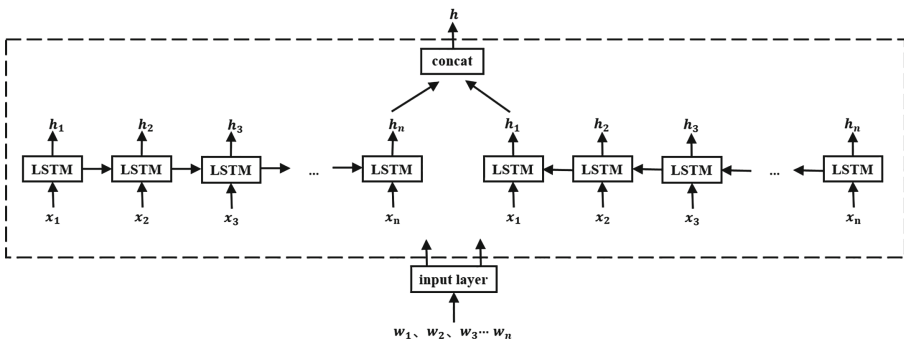 h
concat
h₁ h₂ h₃ hₙ h₁ h₂ h₃ hₙ
LSTM LSTM LSTM ... LSTM LSTM LSTM LSTM ... LSTM
x₁ x₂ x₃ xₙ x₁ x₂ x₃ xₙ
input layer
w₁、w₂、w₃⋯ wₙ